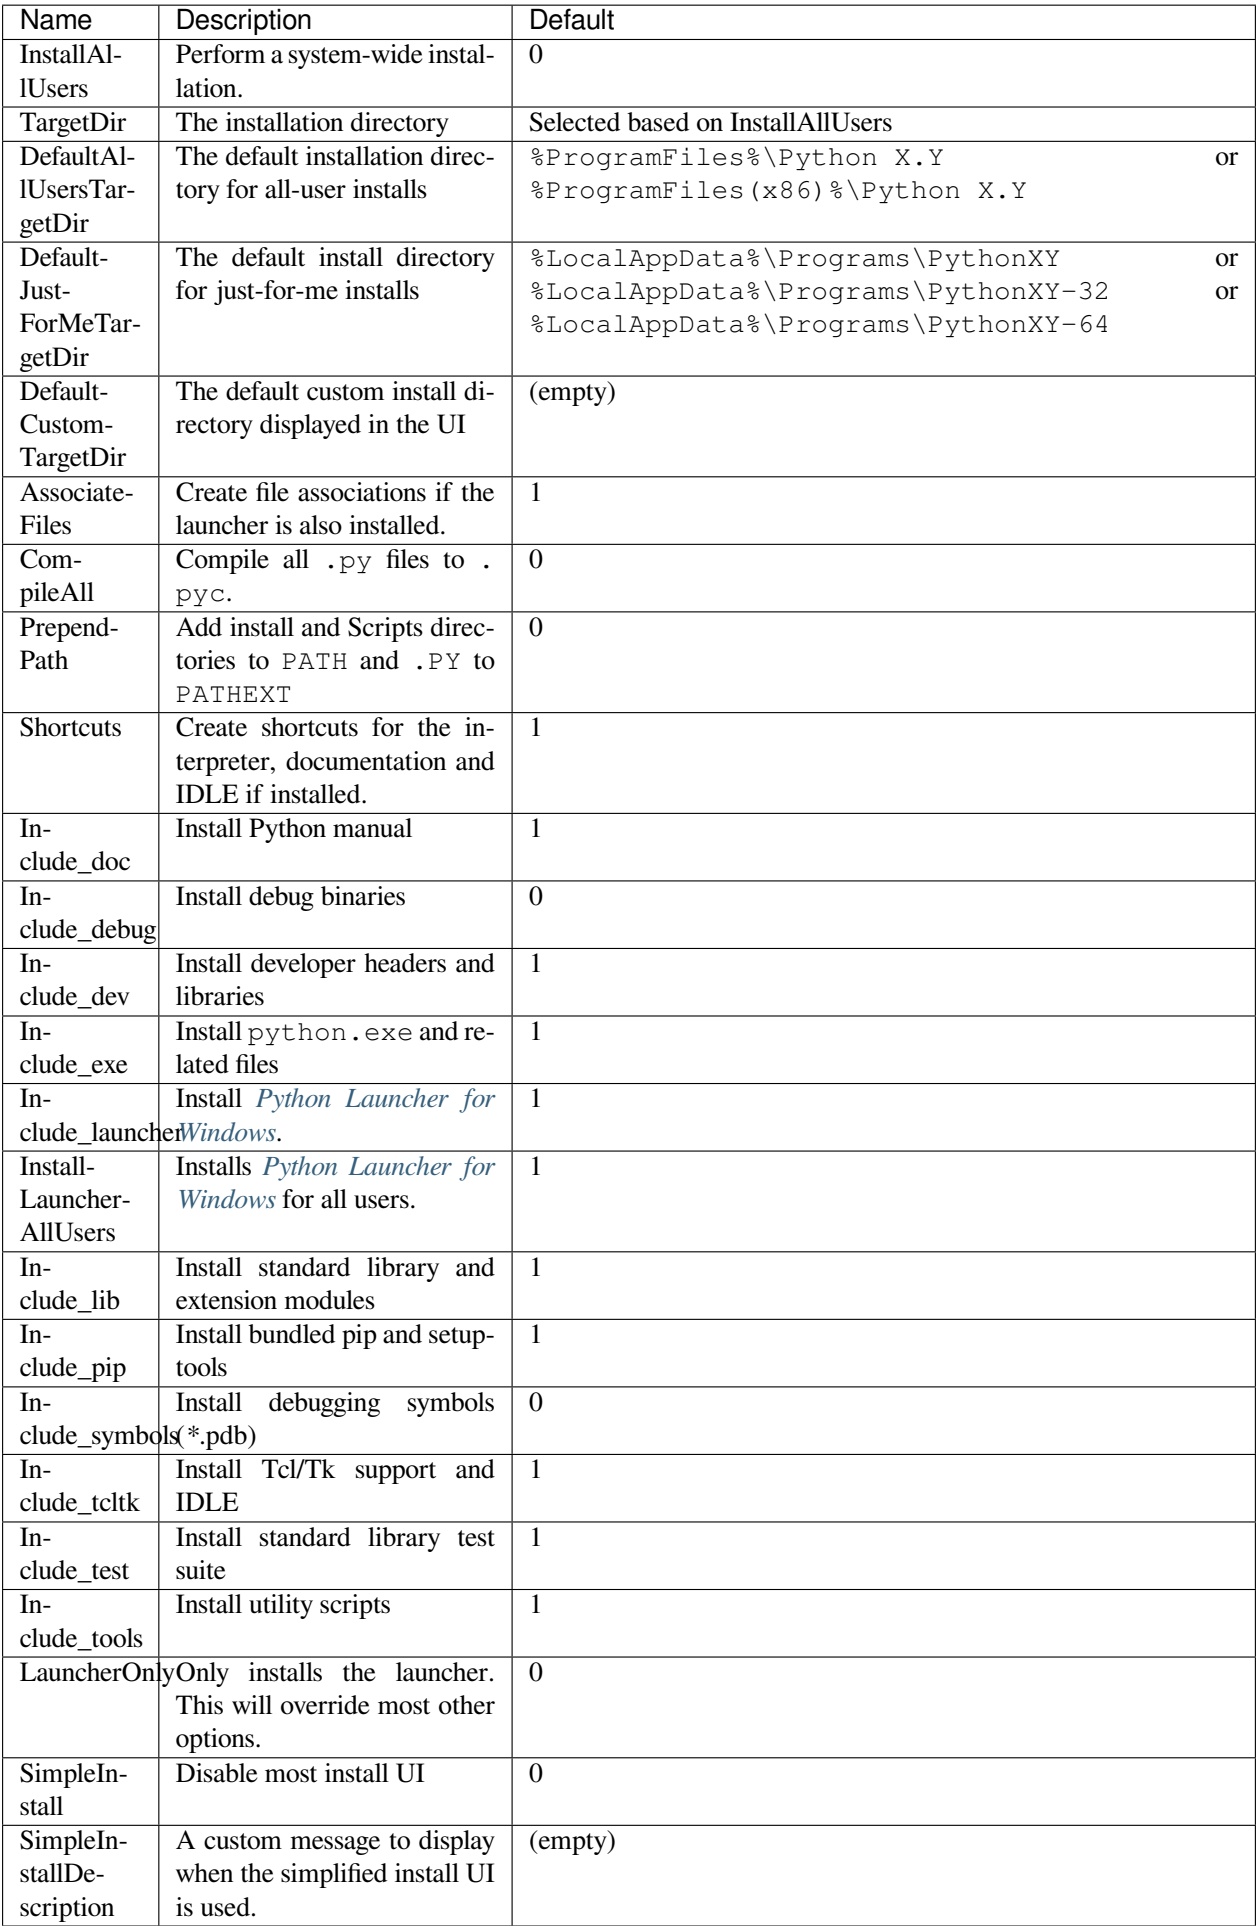 Name Description Default
InstallAl- Perform a system-wide instal- 0
lUsers lation.
TargetDir The installation directory Selected based on InstallAllUsers
DefaultAl- The default installation direc- %ProgramFiles%\Python X.Y or
lUsersTar- tory for all-user installs %ProgramFiles(x86)%\Python X.Y
getDir
Default- The default install directory %LocalAppData%\Programs\PythonXY or
Just- for just-for-me installs %LocalAppData%\Programs\PythonXY-32 or
ForMeTar- %LocalAppData%\Programs\PythonXY-64
getDir
Default- The default custom install di- (empty)
Custom- rectory displayed in the UI
TargetDir
Associate- Create file associations if the 1
Files launcher is also installed.
Com- Compile all .py files to . 0
pileAll pyc.
Prepend- Add install and Scripts direc- 0
Path tories to PATH and .PY to
PATHEXT
Shortcuts Create shortcuts for the in- 1
terpreter, documentation and
IDLE if installed.
In- Install Python manual 1
clude_doc
In- Install debug binaries 0
clude_debug
In- Install developer headers and 1
clude_dev libraries
In- Install python.exe and re- 1
clude_exe lated files
In- Install Python Launcher for 1
clude_launcher Windows.
Install- Installs Python Launcher for 1
Launcher- Windows for all users.
AllUsers
In- Install standard library and 1
clude_lib extension modules
In- Install bundled pip and setup- 1
clude_pip tools
In- Install debugging symbols 0
clude_symbols (*.pdb)
In- Install Tcl/Tk support and 1
clude_tcltk IDLE
In- Install standard library test 1
clude_test suite
In- Install utility scripts 1
clude_tools
LauncherOnly Only installs the launcher. 0
This will override most other
options.
SimpleIn- Disable most install UI 0
stall
SimpleIn- A custom message to display (empty)
stallDe- when the simplified install UI
scription is used.